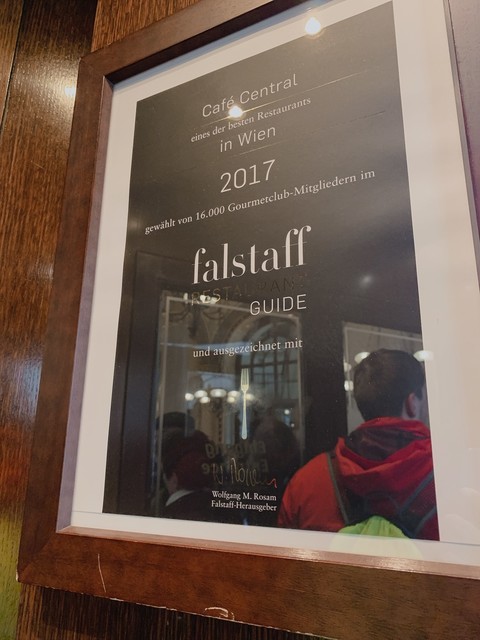 Café Central
eines der besten Restaurants
in Wien
2017
gewählt von 16.000 Gourmetclub-Mitgliedern im
falstaff
RESTAURANT
GUIDE
und ausgezeichnet mit
Wolfgang M. Rosam
Falstaff-Herausgeber